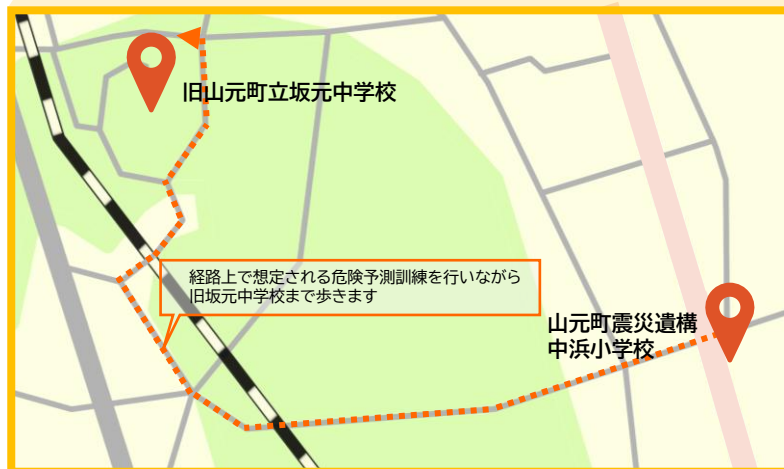 旧山元町立坂元中学校
経路上で想定される危険予測訓練を行いながら
旧坂元中学校まで歩きます
山元町震災遺構
中浜小学校